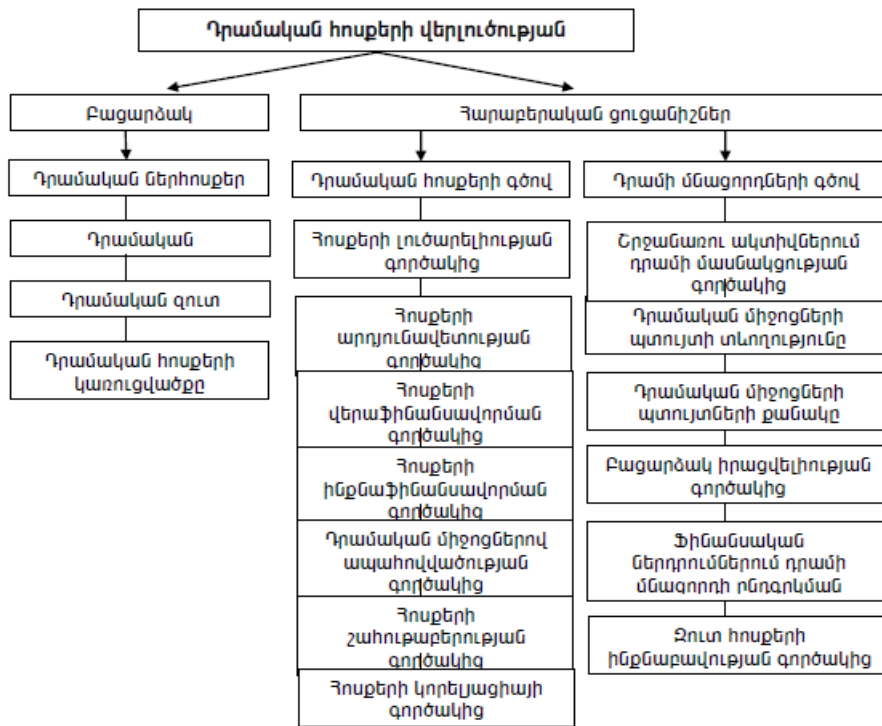 Դրամական հոսքերի վերլուծության
Բացարձակ
Հարաբերական ցուցանիշներ
Դրամական ներհոսքեր
Դրամական
Դրամական զուտ
Դրամական հոսքերի
կառուցվածքը
Դրամական հոսքերի գծով
Հոսքերի լուծարելիության
գործակից
Հոսքերի
արդյունավետության
գործակից
Հոսքերի
վերաֆինանսավորման
գործակից
Հոսքերի
ինքնաֆինանսավորման
գործակից
Դրամական միջոցներով
ապահովվածության
գործակից
Հոսքերի
շահութաբերության
գործակից
Հոսքերի կորելյացիայի
գործակից
Դրամի մնացորդների գծով
Շրջանառու ակտիվներում
դրամի մասնակցության
գործակից
Դրամական միջոցների
պտույտի տևողությունը
Դրամական միջոցների
պտույտների քանակը
Բացարձակ իրացվելիության
գործակից
Ֆինանսական
ներդրումներում դրամի
մնացորդի ընդգրկման
Զուտ հոսքերի
ինքնաբավության գործակից